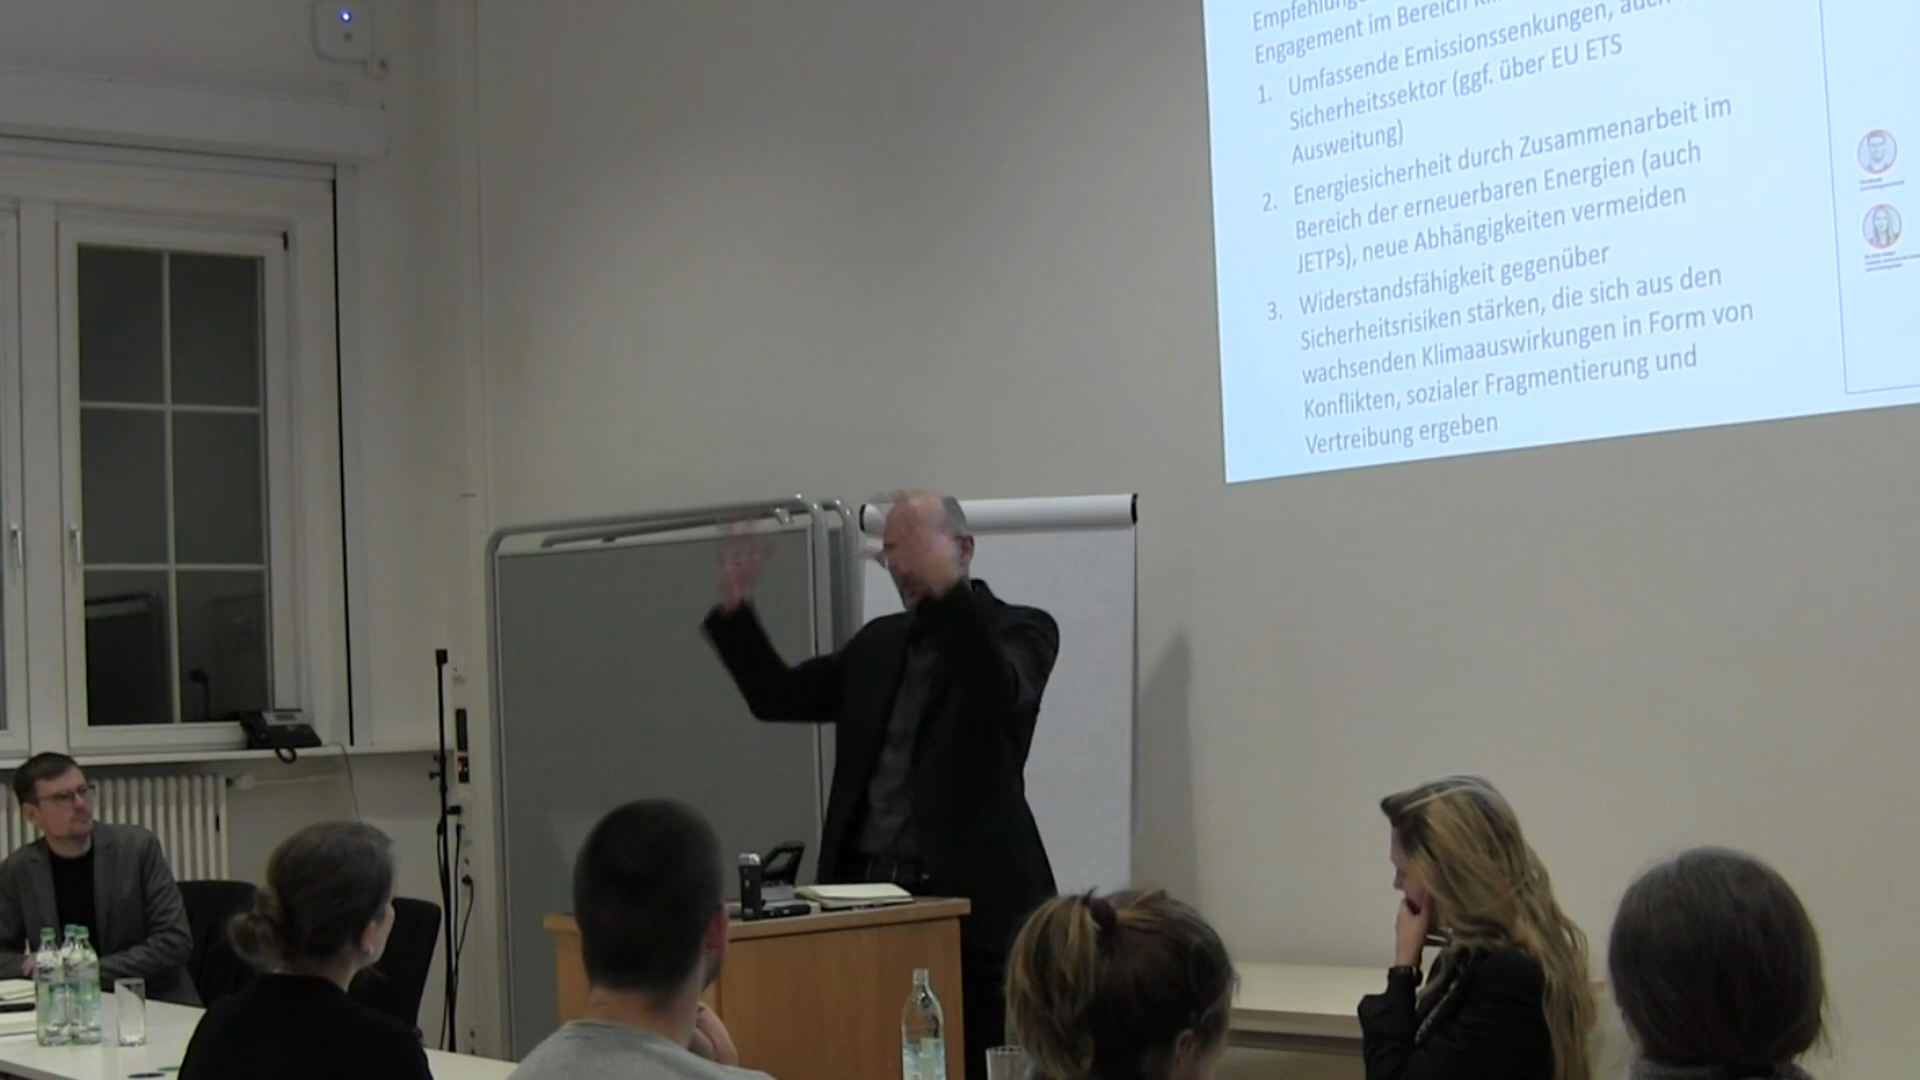 Empfehlung
Engagement im Bereich
1. Umfassende Emissionssenkungen, auch
Sicherheitssektor (ggf. über EU ETS
Ausweitung)
2. Energiesicherheit durch Zusammenarbeit im
Bereich der erneuerbaren Energien (auch
JETPs), neue Abhängigkeiten vermeiden
3. Widerstandsfähigkeit gegenüber
Sicherheitsrisiken stärken, die sich aus den
wachsenden Klimaauswirkungen in Form von
Konflikten, sozialer Fragmentierung und
Vertreibung ergeben